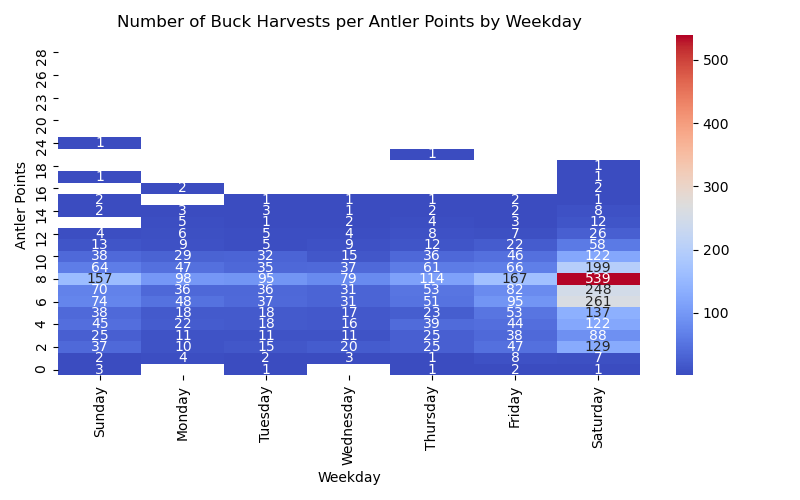 Number of Buck Harvests per Antler Points by Weekday
Antler Points
28
26
23
20
24
18
16
14
12
10
8
6
4
2
0
1
1
1
1 1
2 2
2 1 1 1 2 1
2 3 3 1 2 2 8
5 1 2 4 3 12
4 6 5 4 8 7 26
13 9 5 9 12 22 58
38 29 32 15 36 46 122
64 47 35 37 61 66 199
157 98 95 79 114 167 539
70 36 36 31 53 82 248
74 48 37 31 51 95 261
38 18 18 17 23 53 137
45 22 18 16 39 44 122
25 11 11 11 25 38 88
37 10 15 20 25 47 129
2 4 2 3 1 8 7
3 1 1 2 1
Sunday Monday Tuesday Wednesday Thursday Friday Saturday
Weekday
500
400
300
200
100